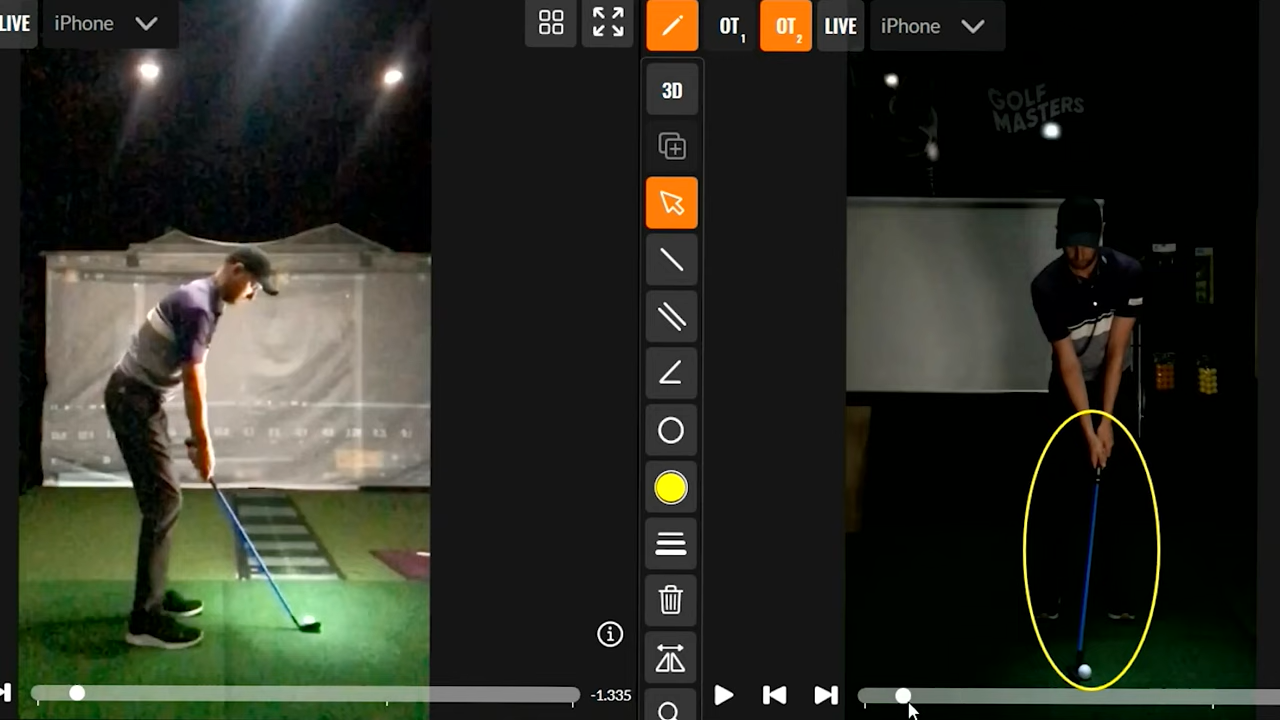 LIVE
iPhone
OT1
OT2
LIVE
iPhone
3D
GOLF
MASTERS
-1.335